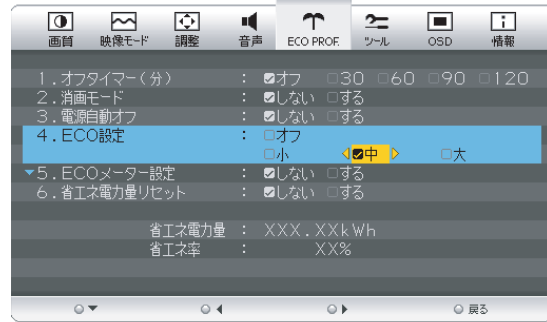 画質 映像モード 調整 音声 ECO PROF. ツール OSD 情報
1.オフタイマー(分) : ☑オフ □30 □60 □90 □120
2.消画モード : ☑しない □する
3.電源自動オフ : ☑しない □する
4.ECO設定 : □オフ
□小 ☑中 □大
5.ECOメーター設定 : ☑しない □する
6.省エネ電力量リセット : ☑しない □する
省エネ電力量 : XXX.XXkWh
省エネ率 : XX%
戻る